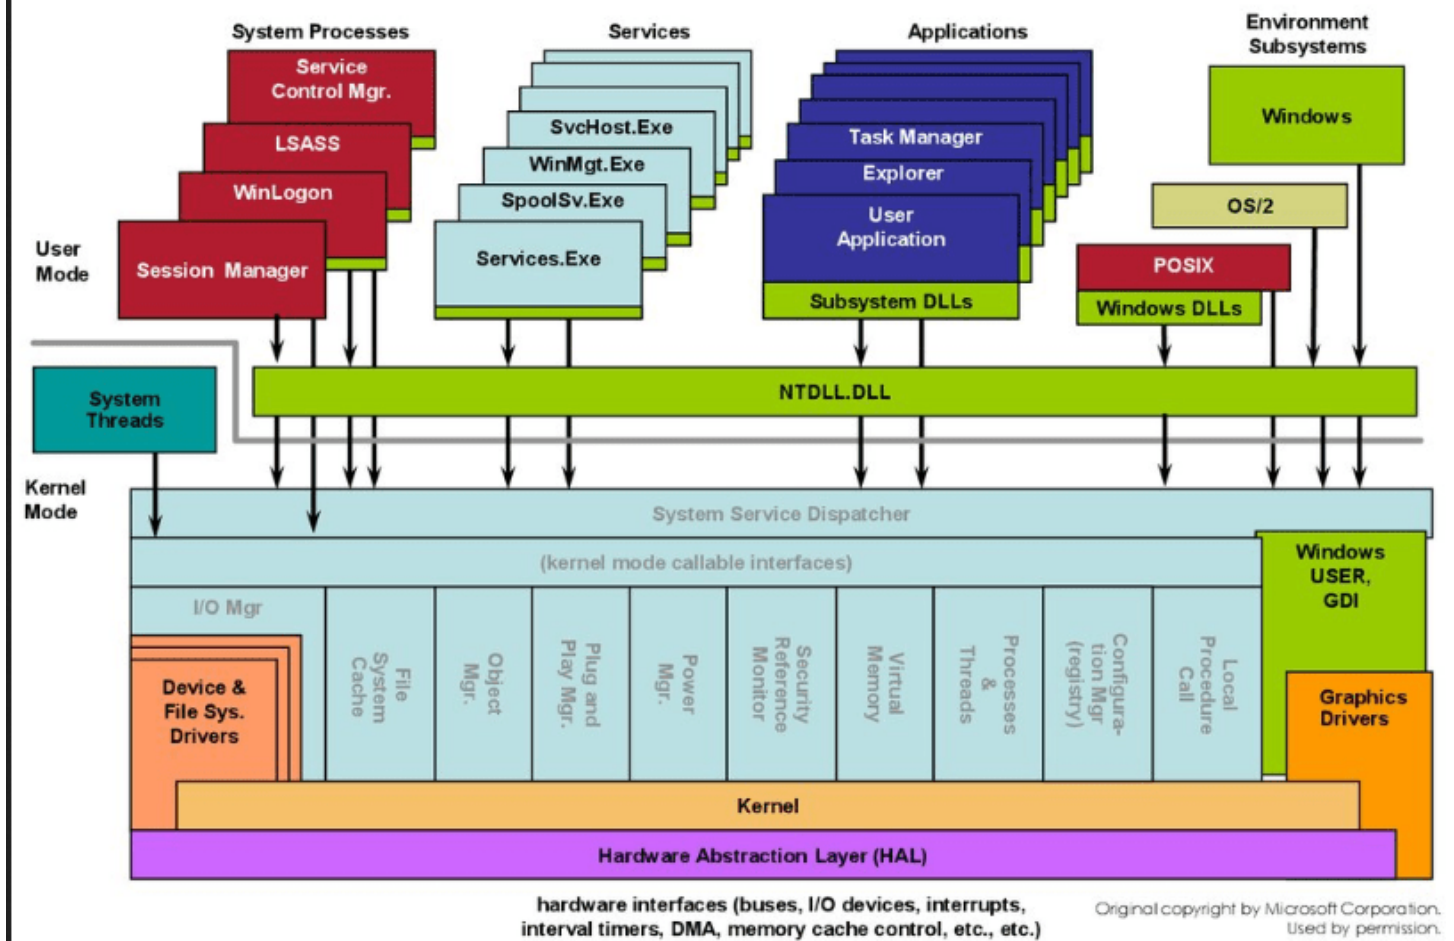 System Processes
Services
Applications
Environment
Subsystems
Service
Control Mgr.
LSASS
WinLogon
Session Manager
SvcHost.Exe
WinMgt.Exe
SpoolSv.Exe
Services.Exe
Task Manager
Explorer
User
Application
Subsystem DLLs
Windows
OS/2
POSIX
Windows DLLs
User
Mode
System
Threads
NTDLL.DLL
Kernel
Mode
System Service Dispatcher
(kernel mode callable interfaces)
Windows
USER,
GDI
I/O Mgr
Device &
File Sys.
Drivers
File
System
Cache
Object
Mgr.
Plug and
Play Mgr.
Power
Mgr.
Security
Reference
Monitor
Virtual
Memory
Processes
&
Threads
Configura-
tion Mgr
(registry)
Local
Procedure
Call
Graphics
Drivers
Kernel
Hardware Abstraction Layer (HAL)
hardware interfaces (buses, I/O devices, interrupts,
interval timers, DMA, memory cache control, etc., etc.)
Original copyright by Microsoft Corporation.
Used by permission.